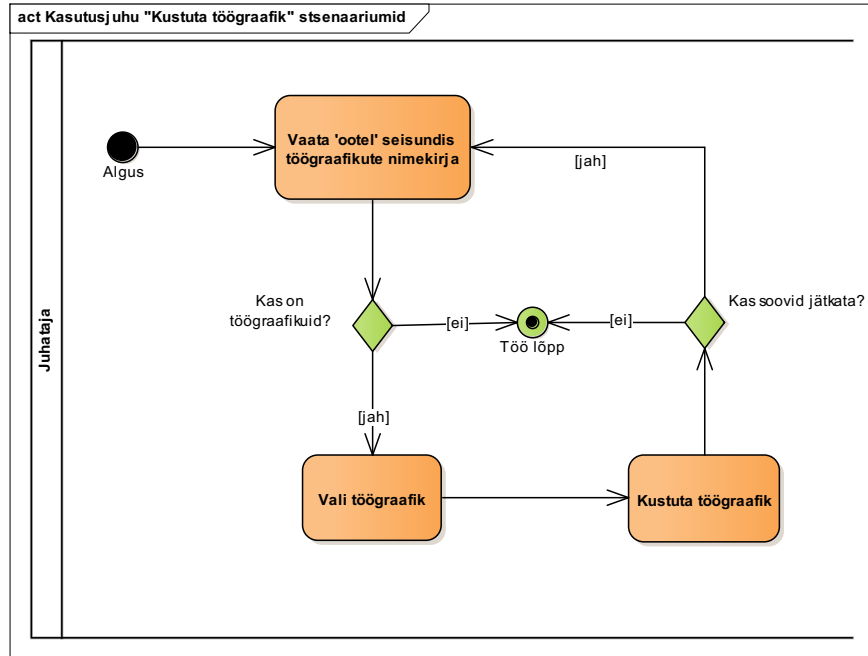 act Kasutusjuhu "Kustuta töögraafik" stsenaariumid
Juhataja
Algus
Vaata 'ootel' seisundis
töögraafikute nimekirja
[jah]
Kas on
töögraafikuid?
[ei]
Töö lõpp
[ei]
Kas soovid jätkata?
[jah]
Vali töögraafik
Kustuta töögraafik